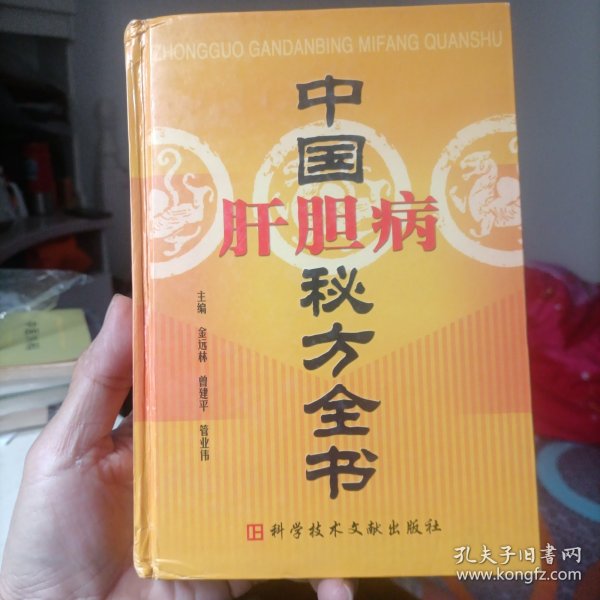 ZHONGGUO GANDANBING MIFANG QUANSHU
中国
肝胆病
秘方全书
主编 金远林 曾建平 管业伟
科学技术文献出版社
孔夫子旧书网
www.kongfz.com